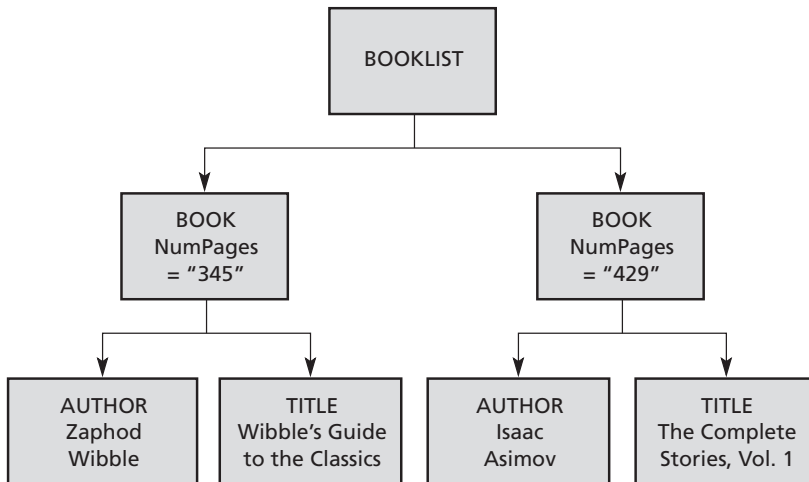 BOOKLIST
BOOK
NumPages
= “345”
BOOK
NumPages
= “429”
AUTHOR
Zaphod
Wibble
TITLE
Wibble’s Guide
to the Classics
AUTHOR
Isaac
Asimov
TITLE
The Complete
Stories, Vol. 1